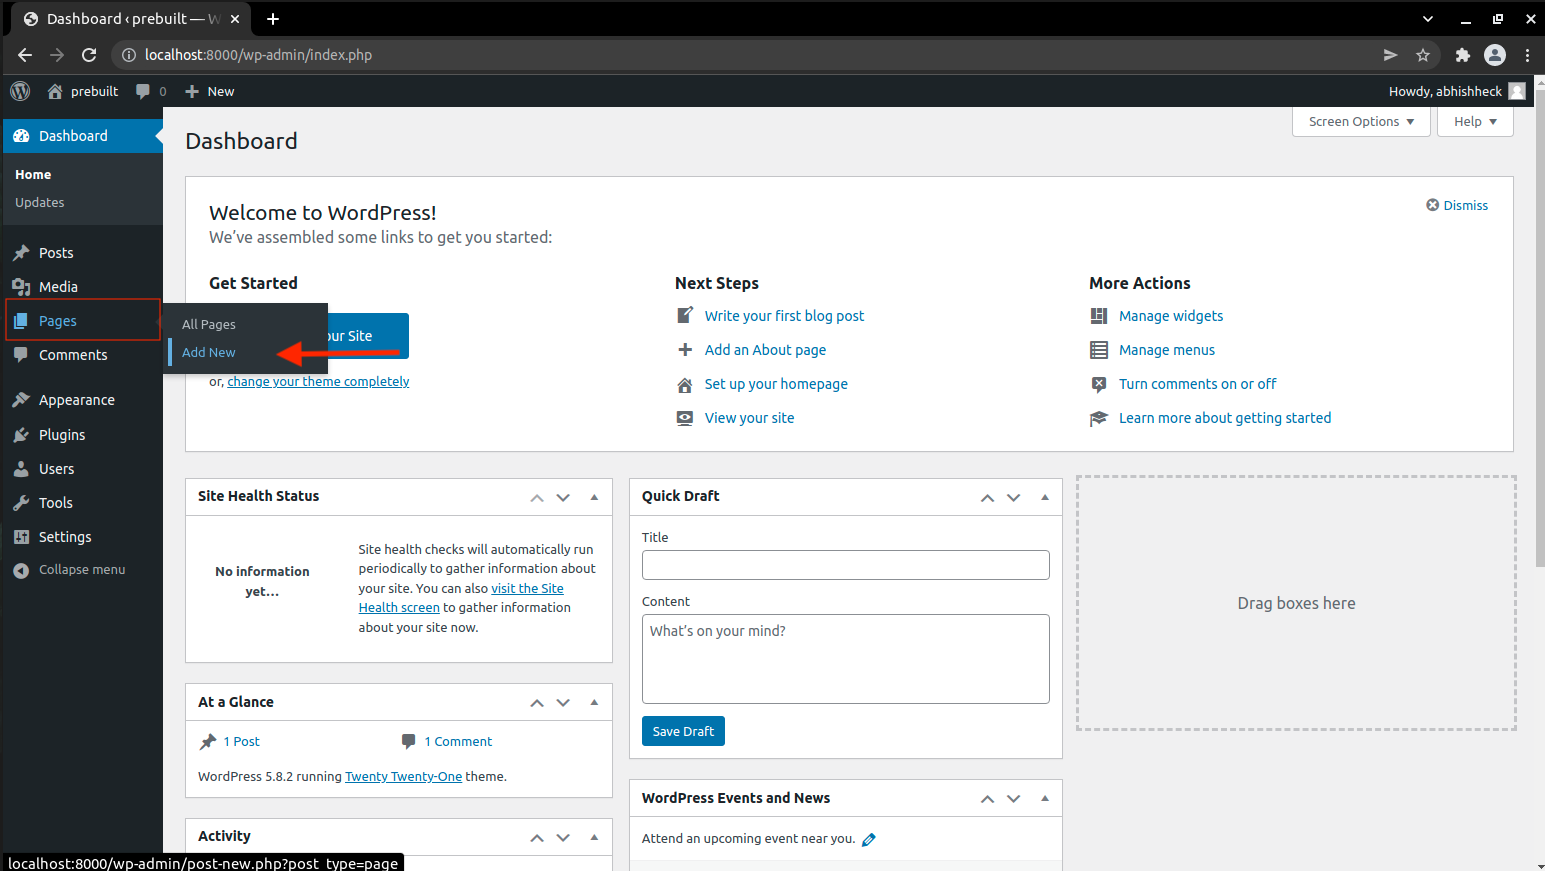 Dashboard ‹ prebuilt — W
localhost:8000/wp-admin/index.php
prebuilt
0
New
Howdy, abhishheck
Dashboard
Home
Updates
Posts
Media
Pages
Comments
Appearance
Plugins
Users
Tools
Settings
Collapse menu
All Pages
Add New
Dashboard
Screen Options
Help
Welcome to WordPress!
We’ve assembled some links to get you started:
Dismiss
Get Started
our Site
or, change your theme completely
Next Steps
Write your first blog post
Add an About page
Set up your homepage
View your site
More Actions
Manage widgets
Manage menus
Turn comments on or off
Learn more about getting started
Site Health Status
No information
yet…
Site health checks will automatically run
periodically to gather information about
your site. You can also visit the Site
Health screen to gather information
about your site now.
At a Glance
1 Post
1 Comment
WordPress 5.8.2 running Twenty Twenty-One theme.
Activity
Quick Draft
Title
Content
What’s on your mind?
Save Draft
WordPress Events and News
Attend an upcoming event near you.
Drag boxes here
localhost:8000/wp-admin/post-new.php?post_type=page